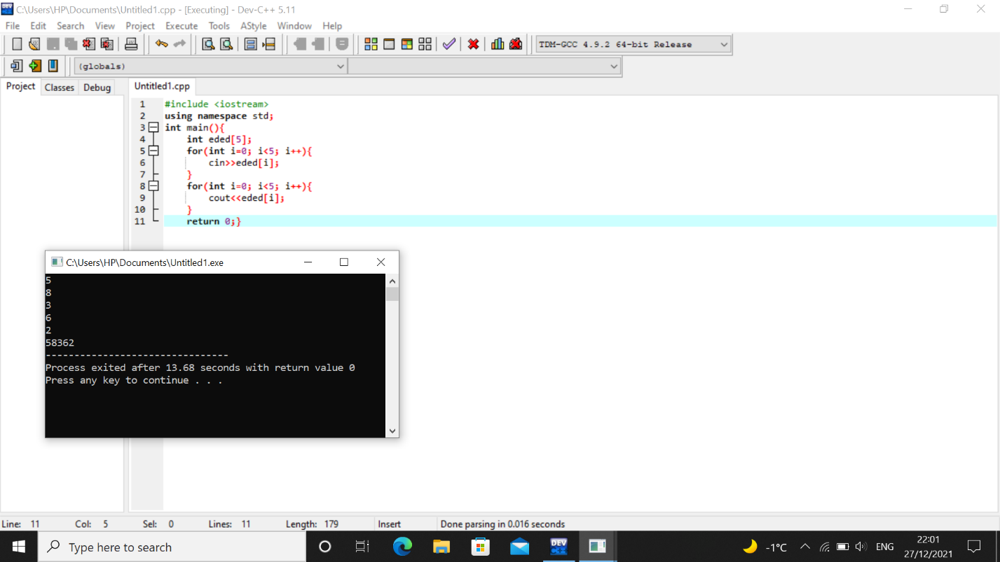 C:\Users\HP\Documents\Untitled1.cpp - [Executing] - Dev-C++ 5.11
File Edit Search View Project Execute Tools AStyle Window Help
TDM-GCC 4.9.2 64-bit Release
(globals)
Project Classes Debug Untitled1.cpp
1 #include <iostream>
2 using namespace std;
3 int main(){
4 int eded[5];
5 for(int i=0; i<5; i++){
6 cin>>eded[i];
7 }
8 for(int i=0; i<5; i++){
9 cout<<eded[i];
10 }
11 return 0;}
C:\Users\HP\Documents\Untitled1.exe
5
8
3
6
2
58362
--------------------------------
Process exited after 13.68 seconds with return value 0
Press any key to continue . . .
Line: 11 Col: 5 Sel: 0 Lines: 11 Length: 179 Insert Done parsing in 0.016 seconds
Type here to search
DEV C++
-1°C
ENG
22:01
27/12/2021